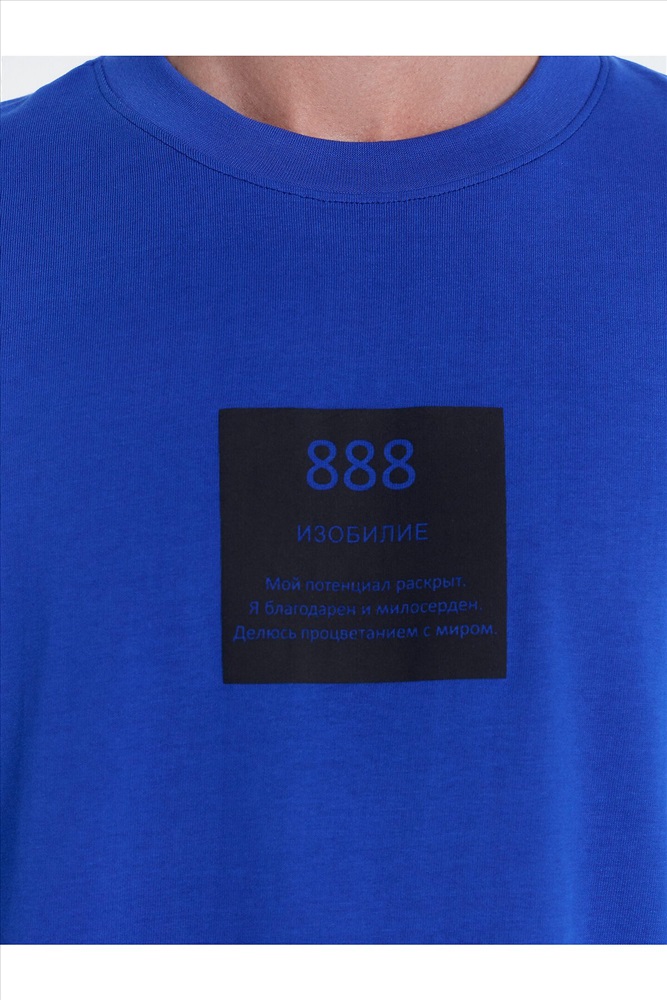 888
ИЗОБИЛИЕ
Мой потенциал раскрыт.
Я благодарен и милосерден.
Делюсь процветанием с миром.